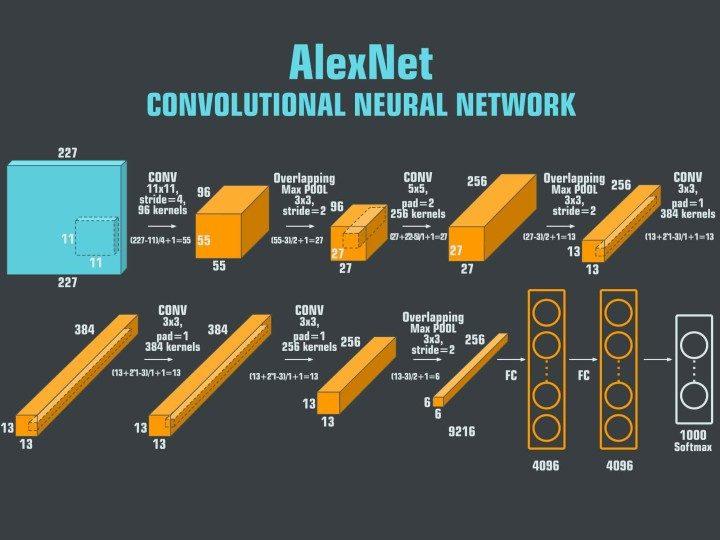 AlexNet
CONVOLUTIONAL NEURAL NETWORK
227
11
11
227
CONV
11x11,
stride=4,
96 kernels
(227-11)/4+1=55
96
55
55
Overlapping
Max POOL
3x3,
stride=2
(55-3)/2+1=27
96
27
27
CONV
5x5,
pad=2
256 kernels
(27+2*2-5)/1+1=27
256
27
27
Overlapping
Max POOL
3x3,
stride=2
(27-3)/2+1=13
256
13
13
CONV
3x3,
pad=1
384 kernels
(13+2*1-3)/1+1=13
384
13
13
CONV
3x3,
pad=1
384 kernels
(13+2*1-3)/1+1=13
384
13
13
CONV
3x3,
pad=1
256 kernels
(13+2*1-3)/1+1=13
256
13
13
Overlapping
Max POOL
3x3,
stride=2
(13-3)/2+1=6
256
6
6
9216
FC
4096
FC
4096
1000
Softmax